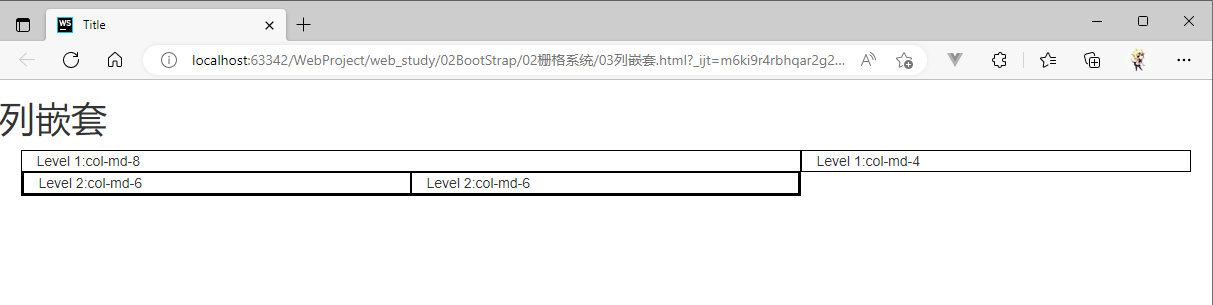 WS Title
localhost:63342/WebProject/web_study/02BootStrap/02栅格系统/03列嵌套.html?_ijt=m6ki9r4rbhqar2g2...
列嵌套
Level 1:col-md-8 Level 1:col-md-4
Level 2:col-md-6 Level 2:col-md-6